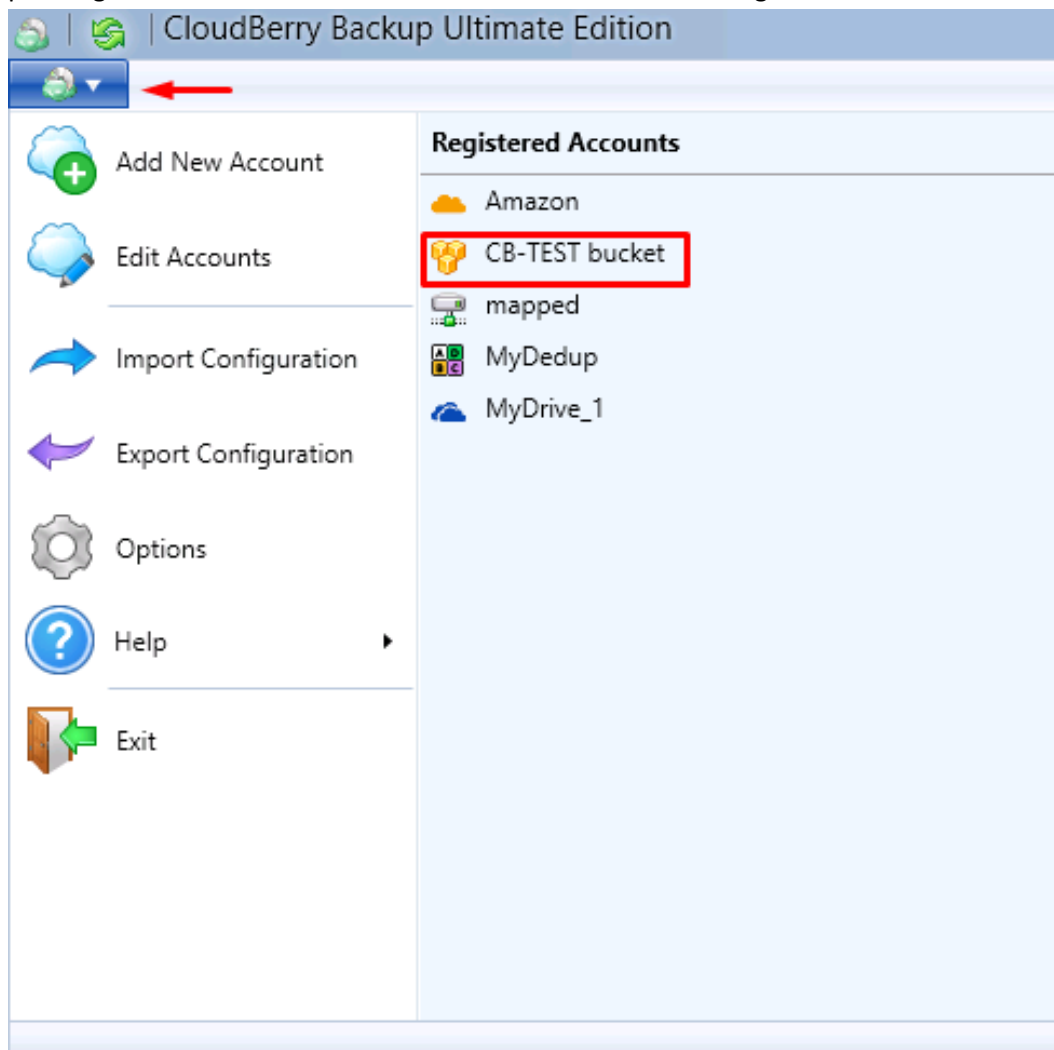 CloudBerry Backup Ultimate Edition
Add New Account
Edit Accounts
Import Configuration
Export Configuration
Options
Help
Exit
Registered Accounts
Amazon
CB-TEST bucket
mapped
MyDedup
MyDrive_1